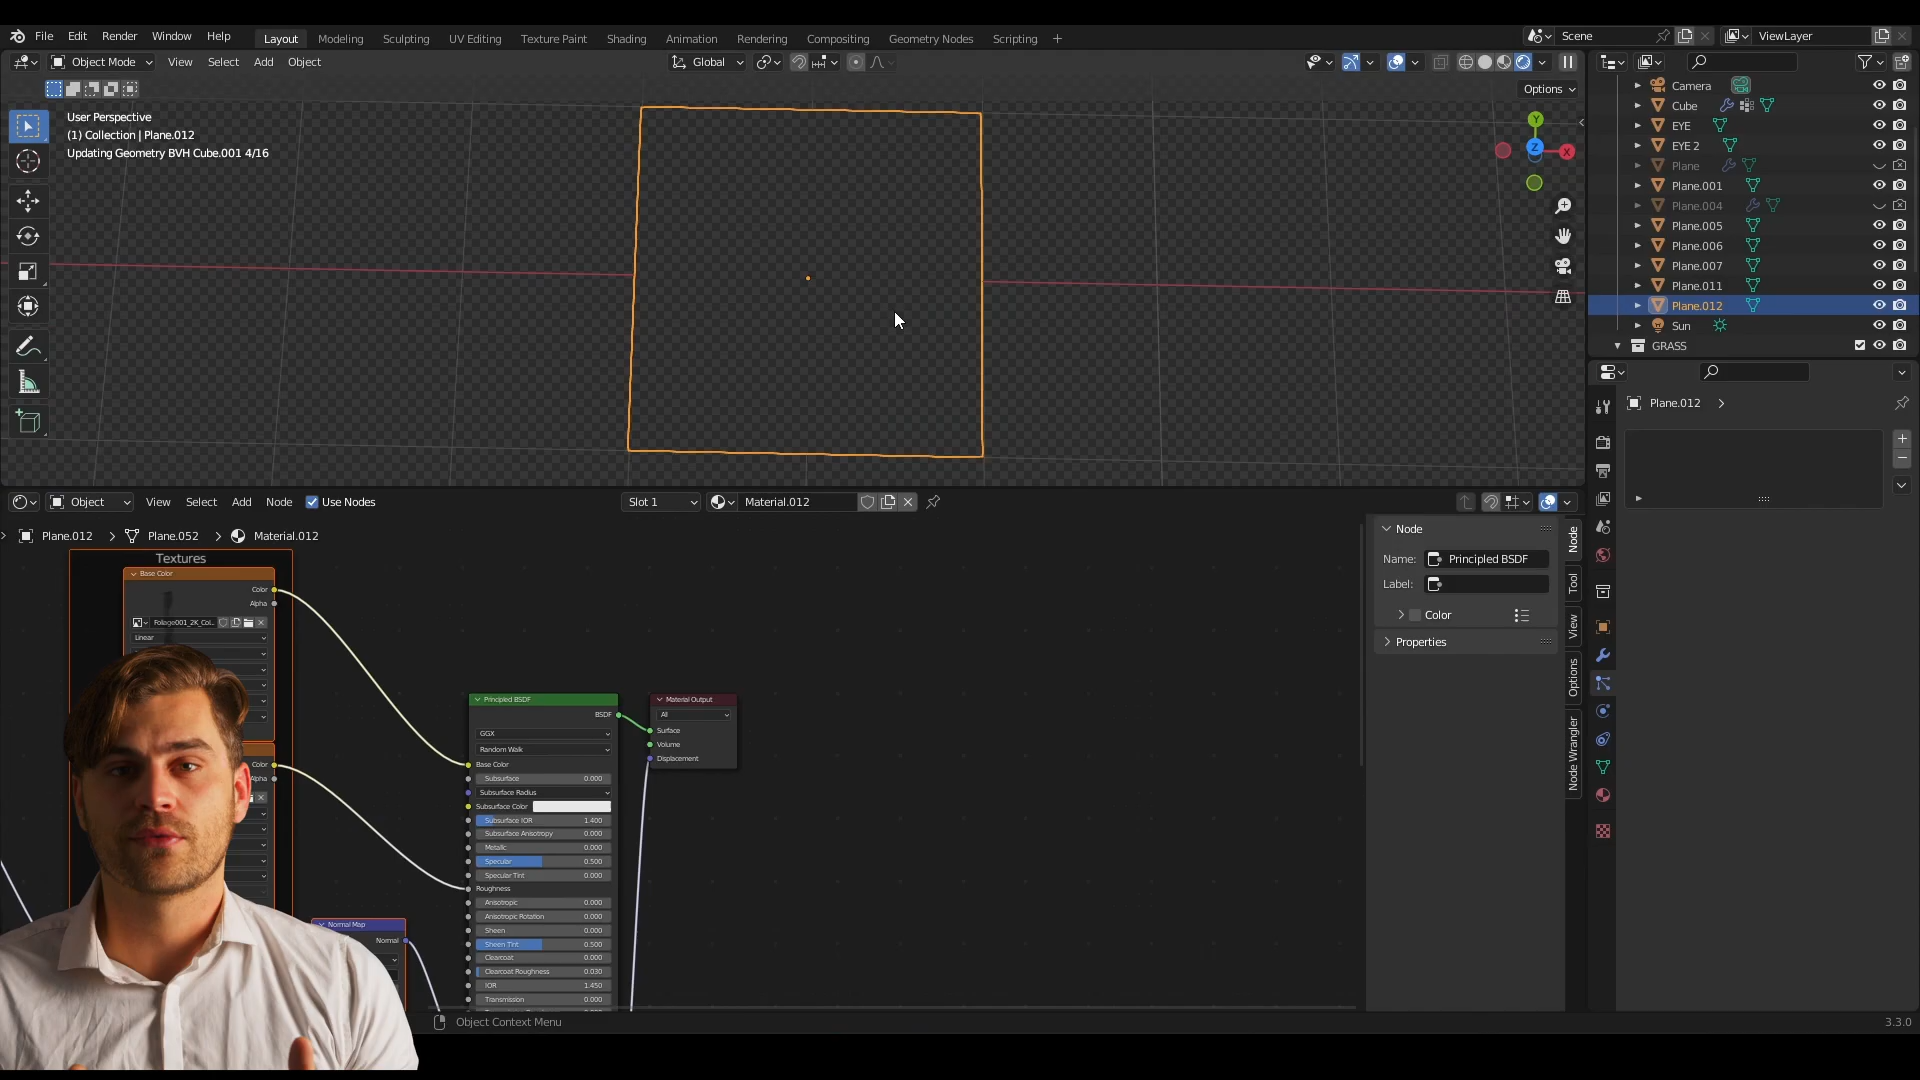 File Edit Render Window Help Layout Modeling Sculpting UV Editing Texture Paint Shading Animation Rendering Compositing Geometry Nodes Scripting + Scene ViewLayer
Object Mode View Select Add Object Global
Options
User Perspective
(1) Collection | Plane.012
Updating Geometry BVH Cube.001 4/16
Y
Z
X
Camera
Cube
EYE
EYE 2
Plane
Plane.001
Plane.004
Plane.005
Plane.006
Plane.007
Plane.011
Plane.012
Sun
GRASS
Plane.012
Object View Select Add Node Use Nodes Slot 1 Material.012
Plane.012 > Plane.052 > Material.012
Textures
Base Color
Color
Alpha
Foliage001_2K_Col...
Linear
Color
Alpha
Normal Map
Normal
Principled BSDF
BSDF
GGX
Random Walk
Base Color
Subsurface 0.000
Subsurface Radius
Subsurface Color
Subsurface IOR 1.400
Subsurface Anisotropy 0.000
Metallic 0.000
Specular 0.500
Specular Tint 0.000
Roughness
Anisotropic 0.000
Anisotropic Rotation 0.000
Sheen 0.000
Sheen Tint 0.500
Clearcoat 0.000
Clearcoat Roughness 0.030
IOR 1.450
Transmission 0.000
Material Output
All
Surface
Volume
Displacement
Node
Name: Principled BSDF
Label:
Color
Properties
Node
Tool
View
Options
Node Wrangler
Object Context Menu
3.3.0